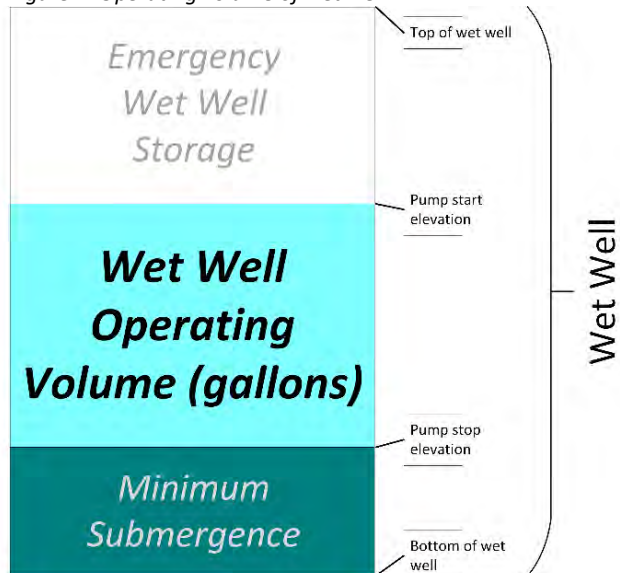 Top of wet well
Emergency
Wet Well
Storage
Pump start
elevation
Wet Well
Operating
Volume (gallons)
Wet Well
Pump stop
elevation
Minimum
Submergence
Bottom of wet
well